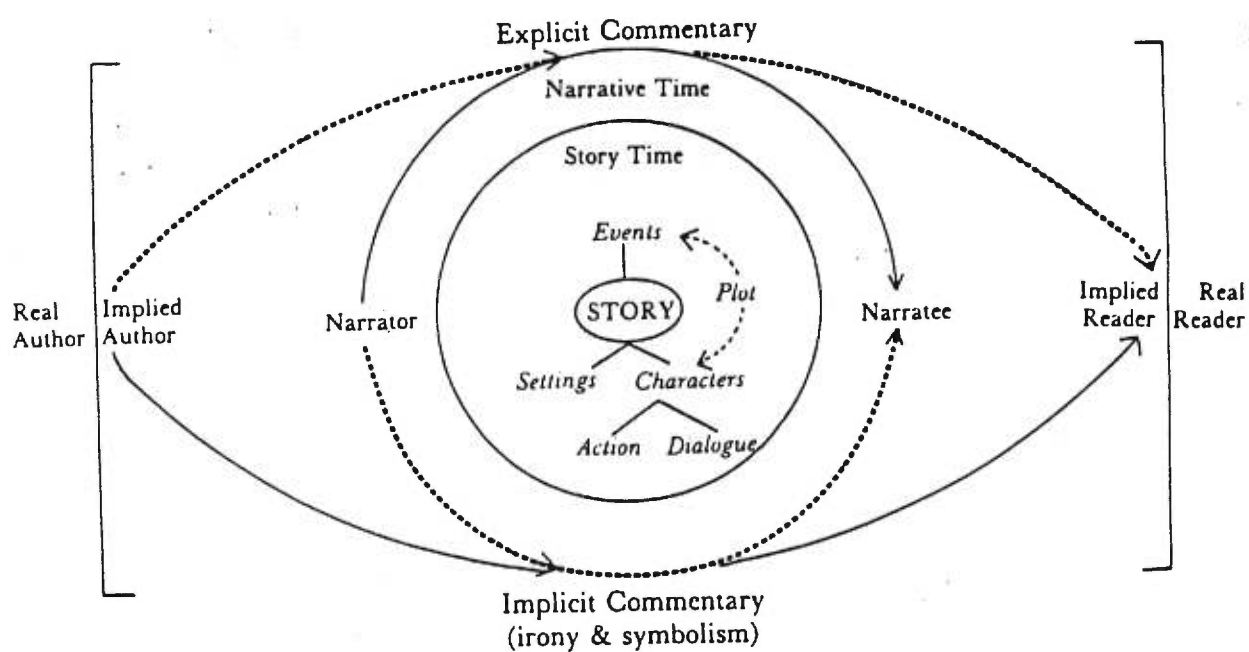 Explicit Commentary
Narrative Time
Story Time
Events
Plot
STORY
Real
Author
Implied
Author
Narrator
Narratee
Implied
Reader
Real
Reader
Settings
Characters
Action
Dialogue
Implicit Commentary
(irony & symbolism)